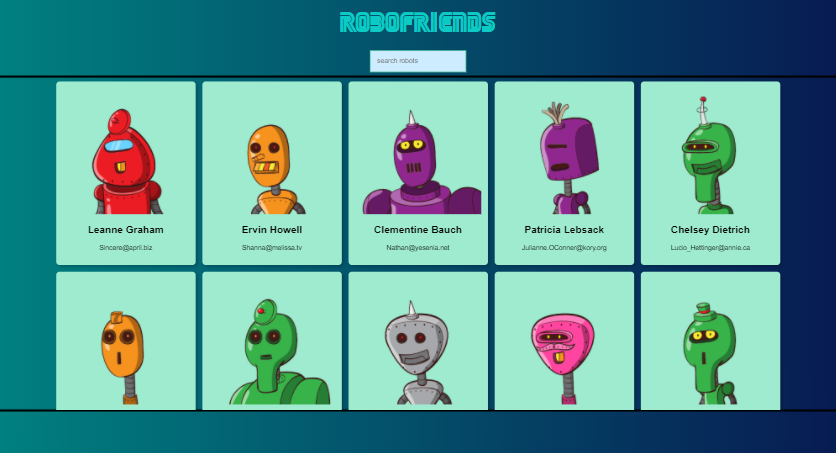 ROBOFRIENDS
search robots
Leanne Graham
Sincere@april.biz
Ervin Howell
Shanna@melissa.tv
Clementine Bauch
Nathan@yesenia.net
Patricia Lebsack
Julianne.OConner@kory.org
Chelsey Dietrich
Lucio_Hettinger@annie.ca